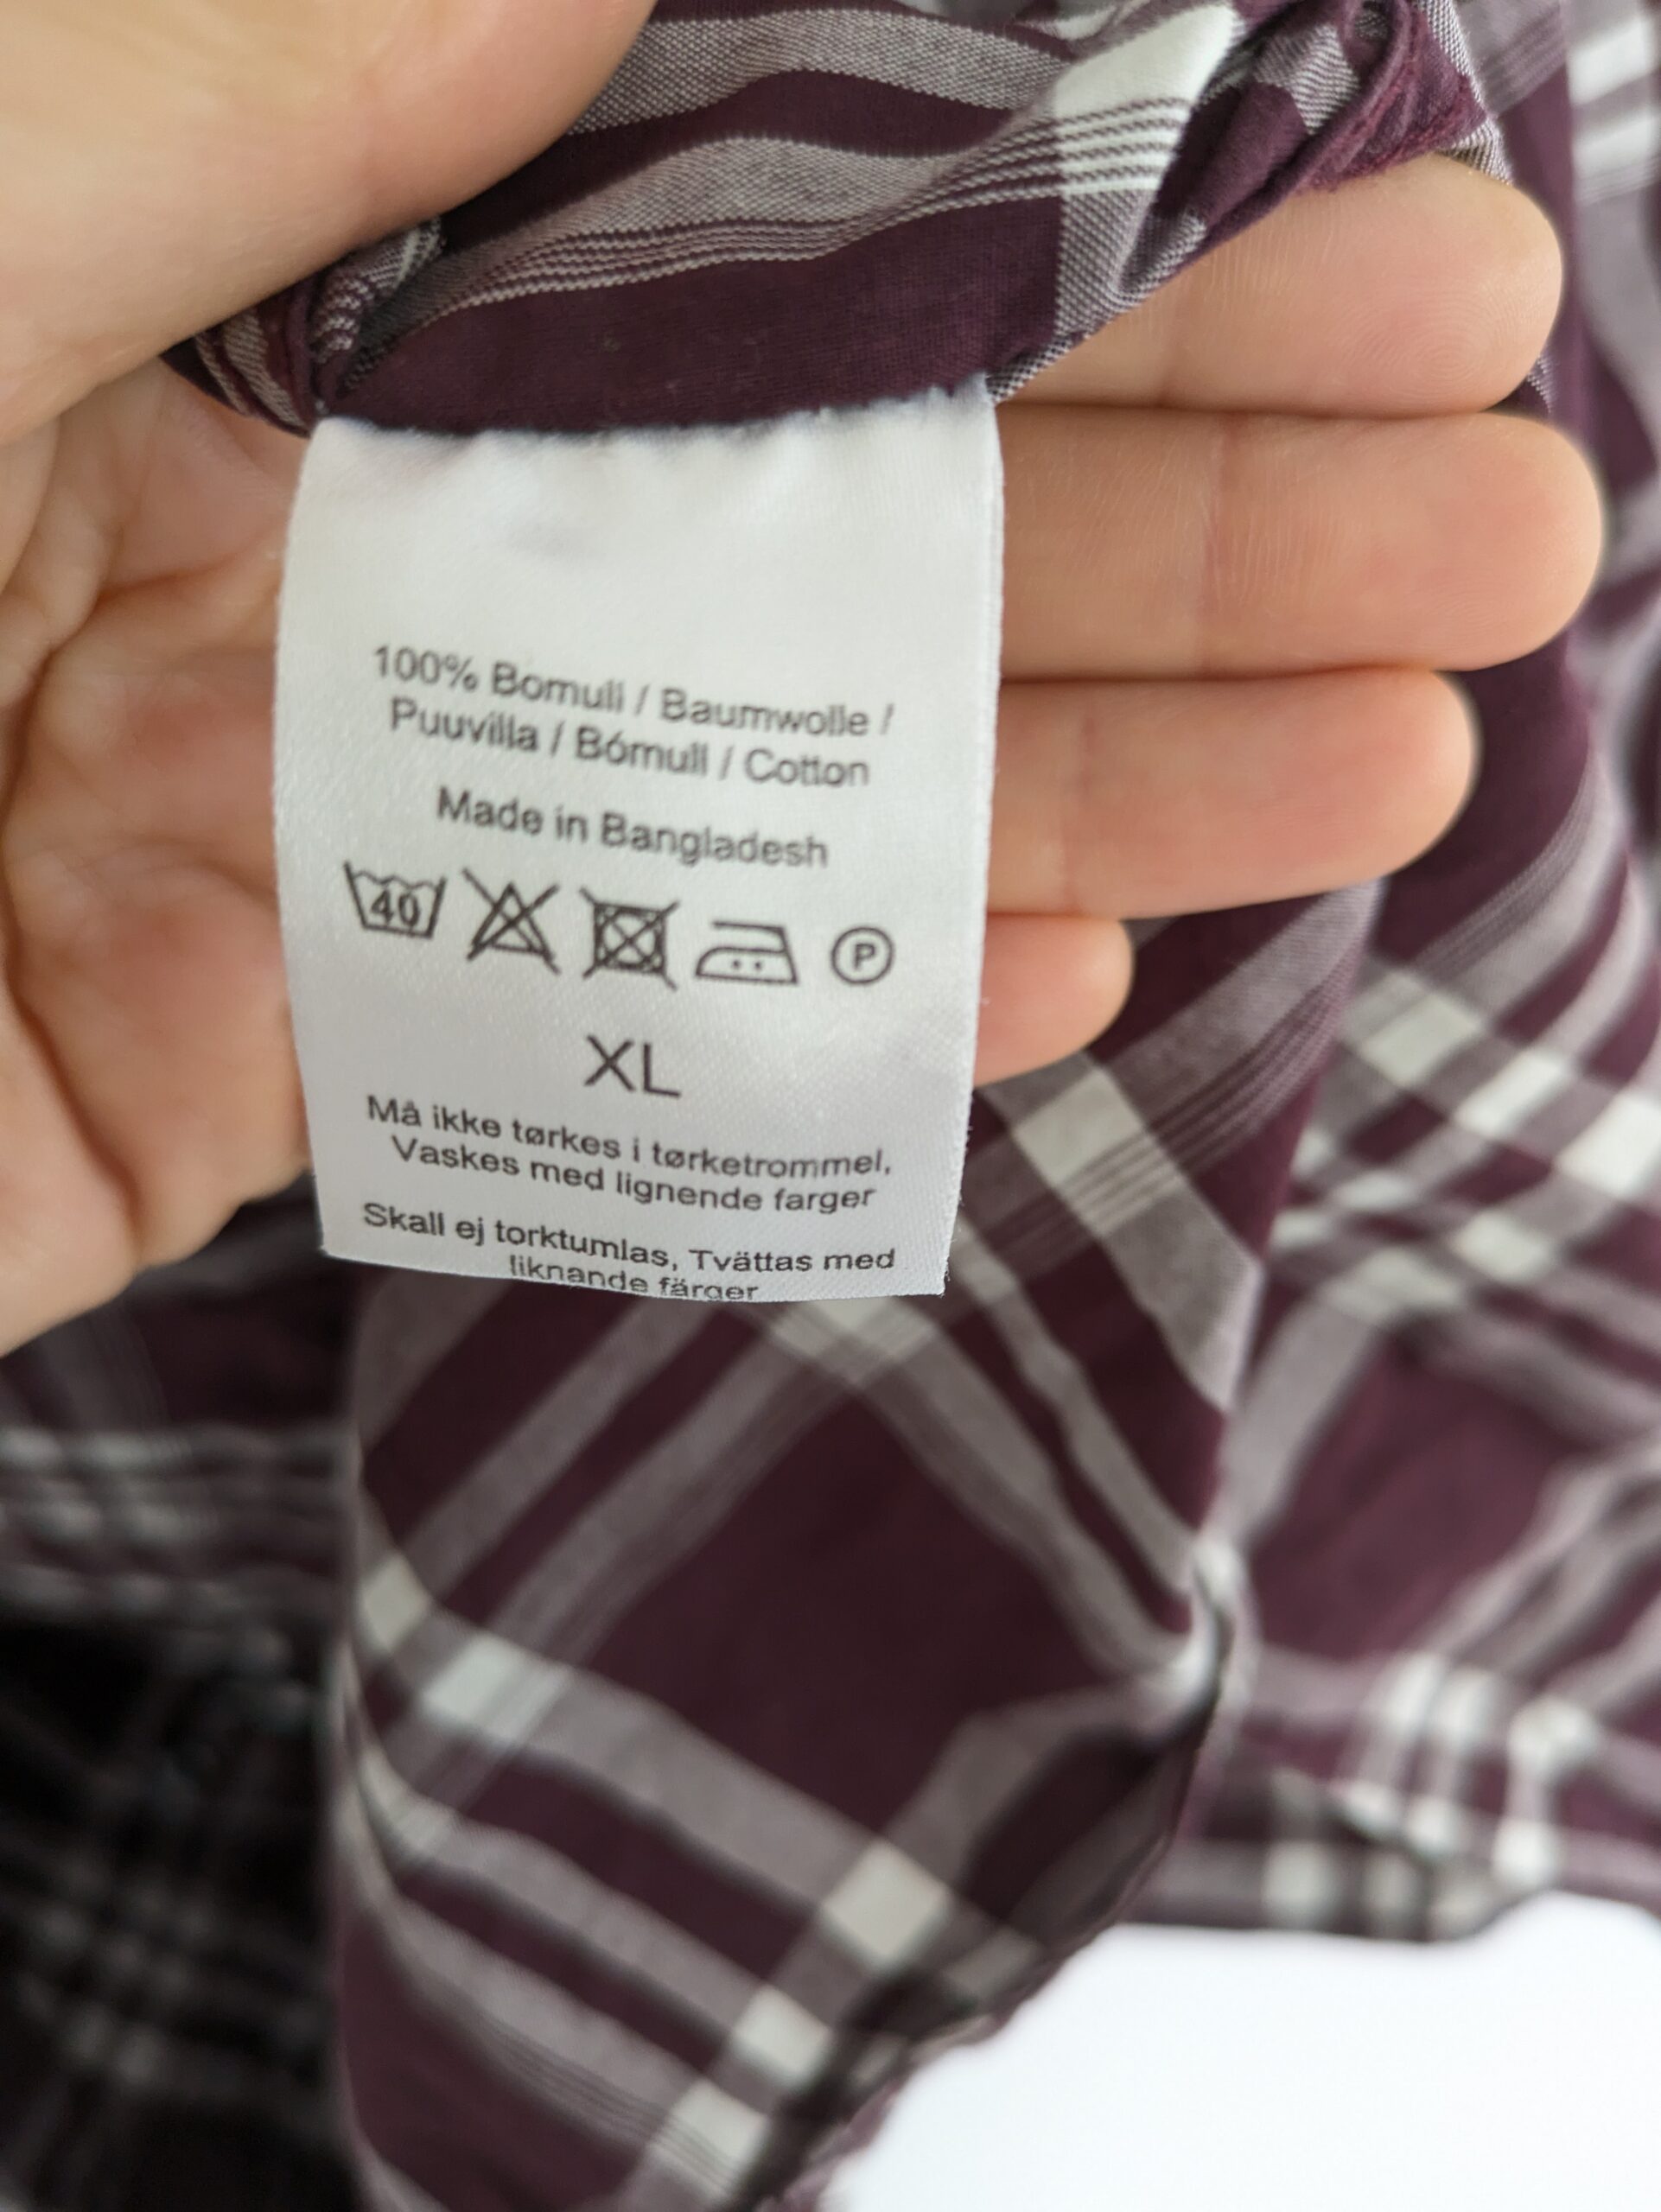 100% Bomull / Baumwolle /
Puuvilla / Bómull / Cotton
Made in Bangladesh
40 P
XL
Må ikke tørkes i tørketrommel,
Vaskes med lignende farger
Skall ej torktumlas, Tvättas med
liknande färger